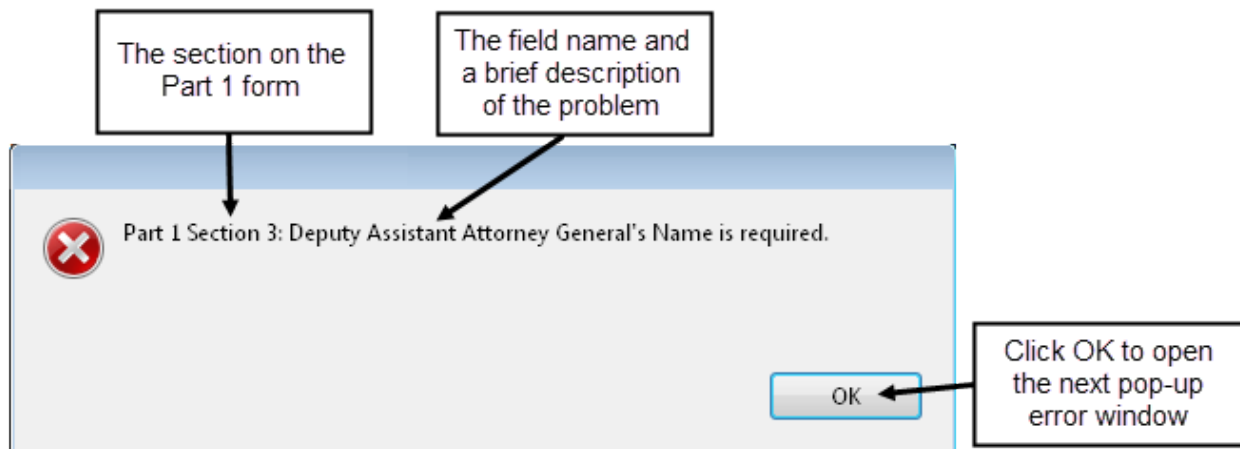 The section on the
Part 1 form
The field name and
a brief description
of the problem
Part 1 Section 3: Deputy Assistant Attorney General's Name is required.
OK
Click OK to open
the next pop-up
error window